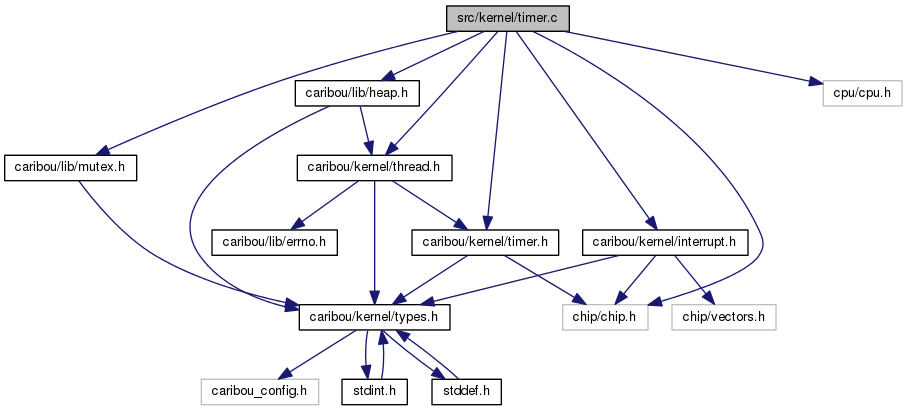 src/kernel/timer.c
caribou/lib/heap.h
cpu/cpu.h
caribou/lib/mutex.h
caribou/kernel/thread.h
caribou/lib/errno.h
caribou/kernel/timer.h
caribou/kernel/interrupt.h
caribou/kernel/types.h
chip/chip.h
chip/vectors.h
caribou_config.h
stdint.h
stddef.h